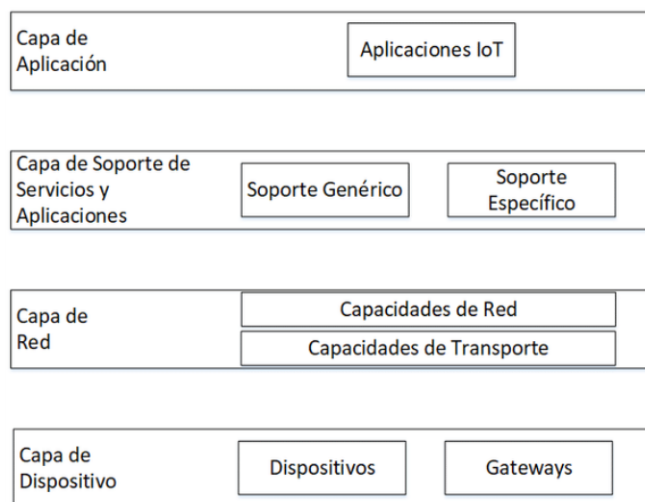 Capa de
Aplicación
Aplicaciones IoT
Capa de Soporte de
Servicios y
Aplicaciones
Soporte Genérico
Soporte
Específico
Capa de
Red
Capacidades de Red
Capacidades de Transporte
Capa de
Dispositivo
Dispositivos
Gateways